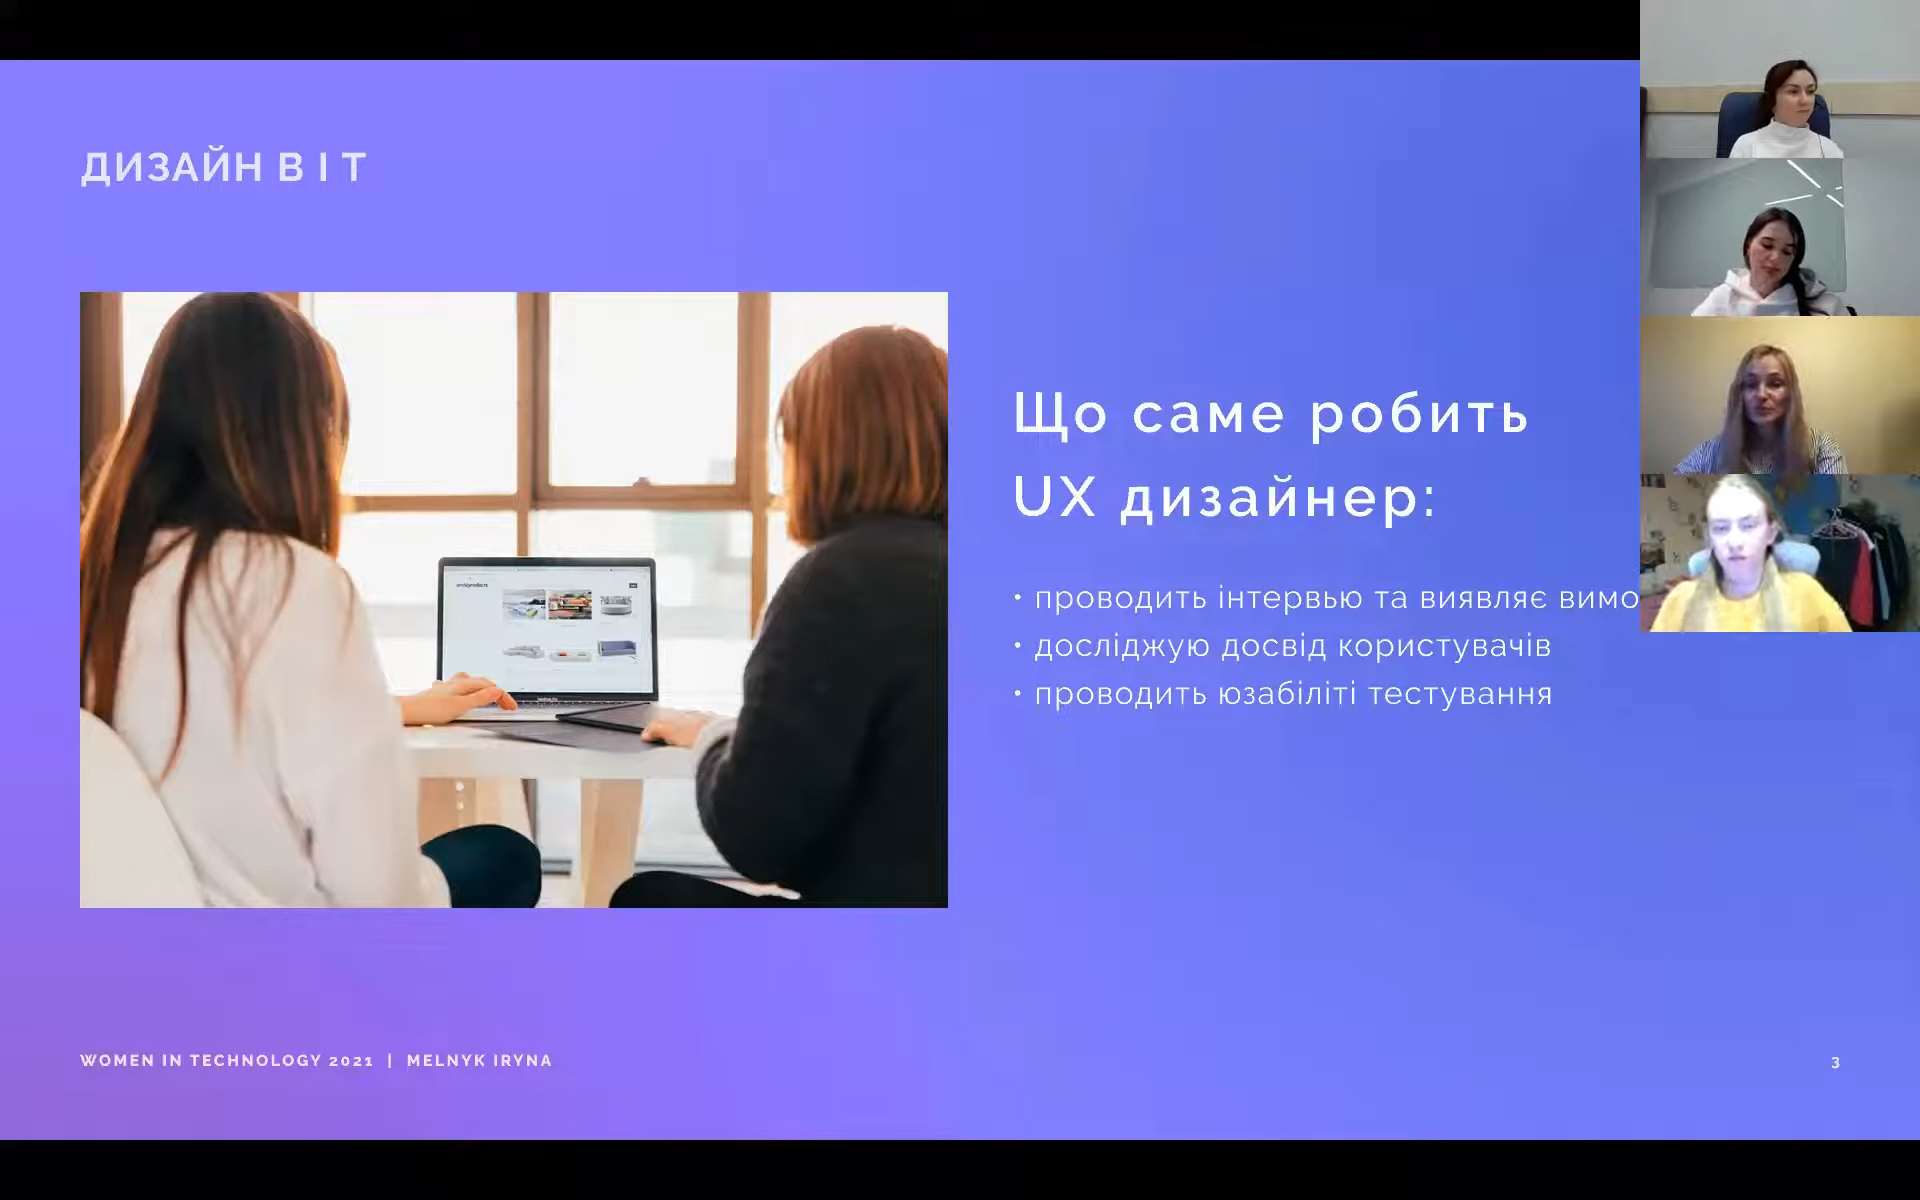 ДИЗАЙН В І Т
Що саме робить
UX дизайнер:
• проводить інтервью та виявляє вимо
• досліджую досвід користувачів
• проводить юзабіліті тестування
WOMEN IN TECHNOLOGY 2021 | MELNYK IRYNA
3